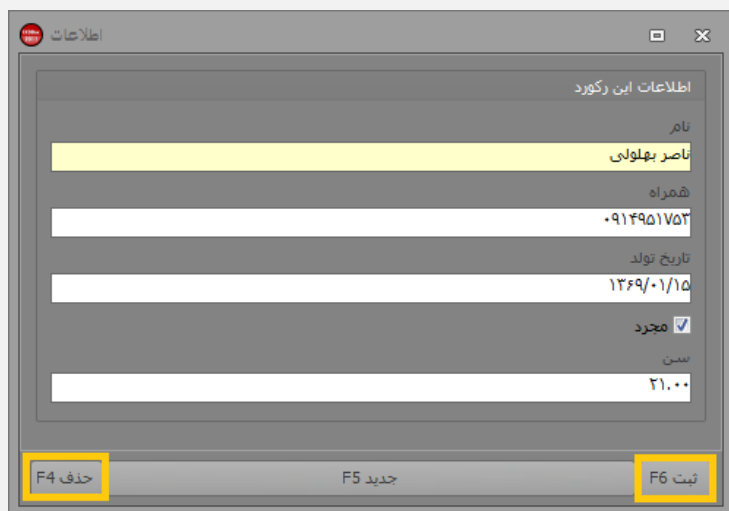 اطلاعات
اطلاعات این رکورد
نام
ناصر بهلولی
همراه
۰۹۱۴۹۵۱۷۵۳
تاریخ تولد
۱۳۶۹/۰۱/۱۵
مجرد
سن
۲۱.۰۰
ثبت F6
جدید F5
حذف F4